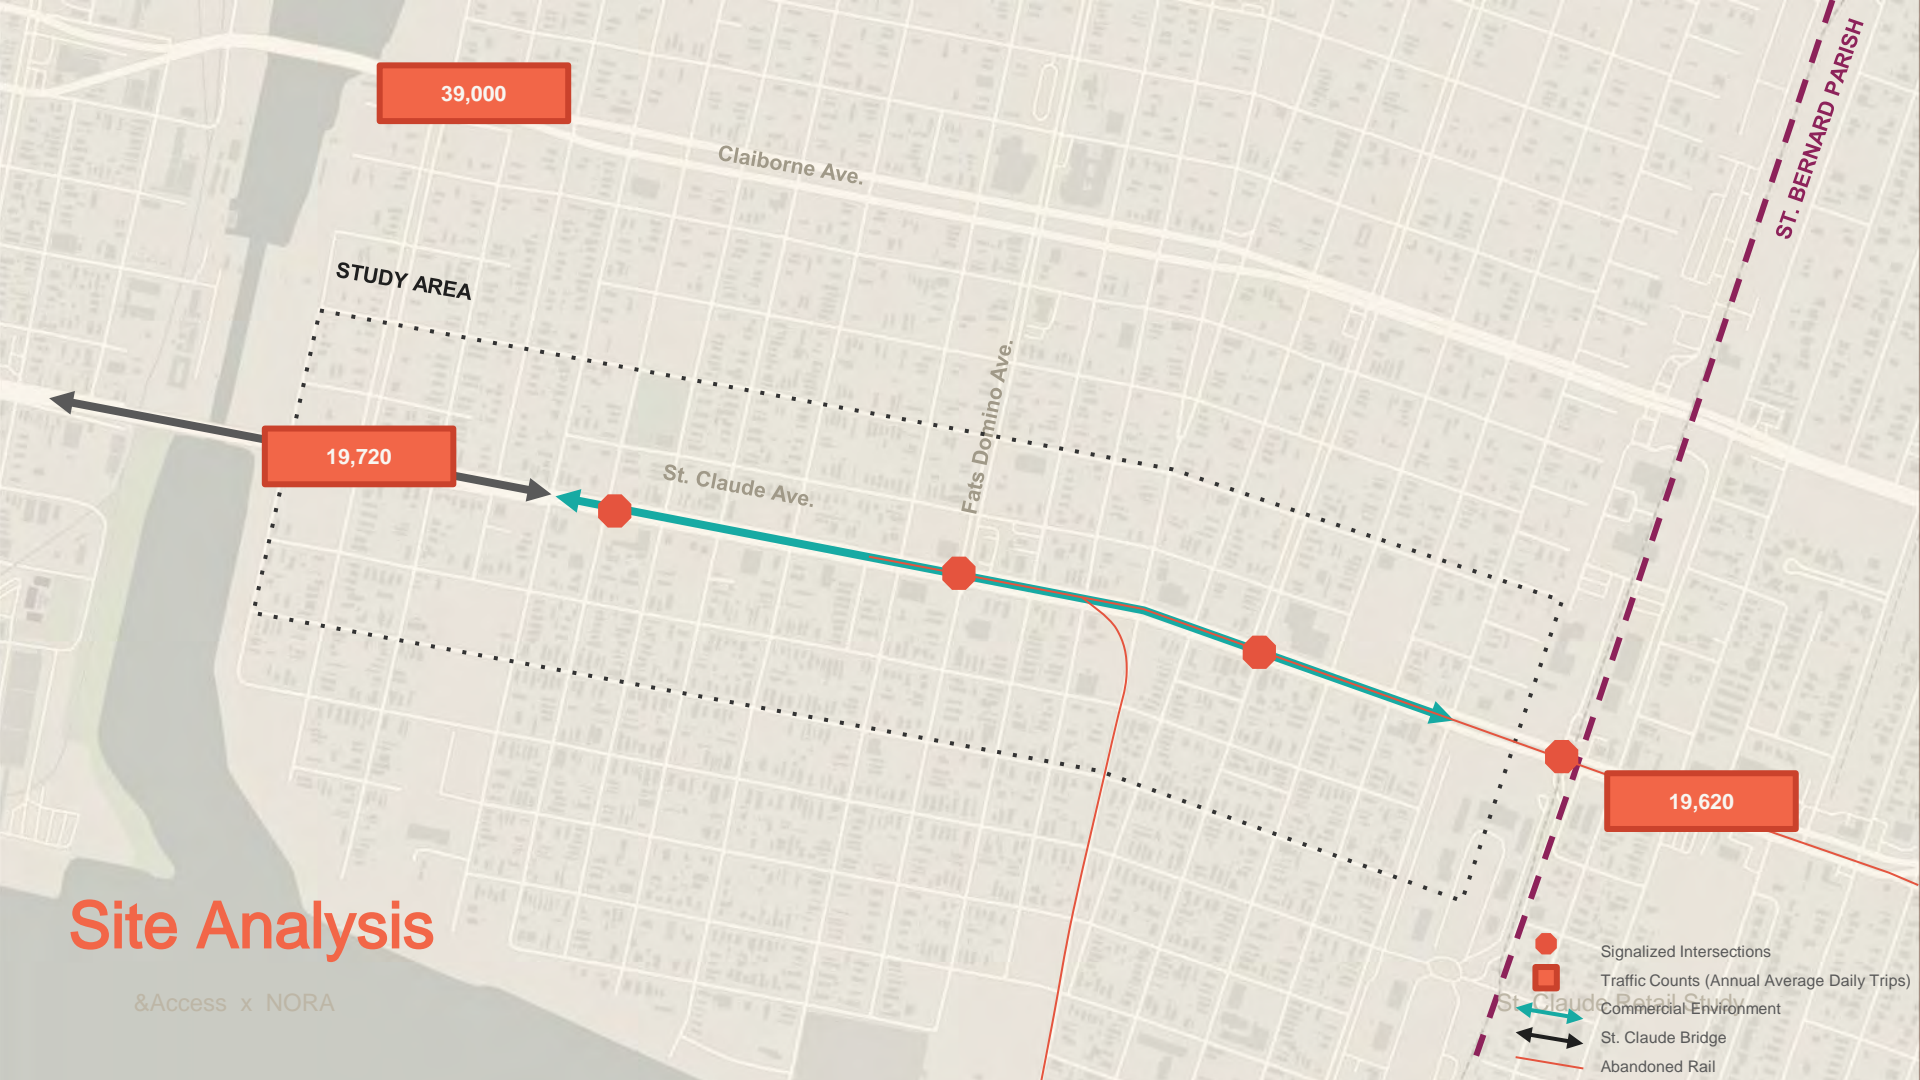 39,000
Claiborne Ave.
ST. BERNARD PARISH
STUDY AREA
Fats Domino Ave.
19,720
St. Claude Ave.
19,620
Site Analysis
&Access x NORA
St. Claude Retail Study
Signalized Intersections
Traffic Counts (Annual Average Daily Trips)
Commercial Environment
St. Claude Bridge
Abandoned Rail